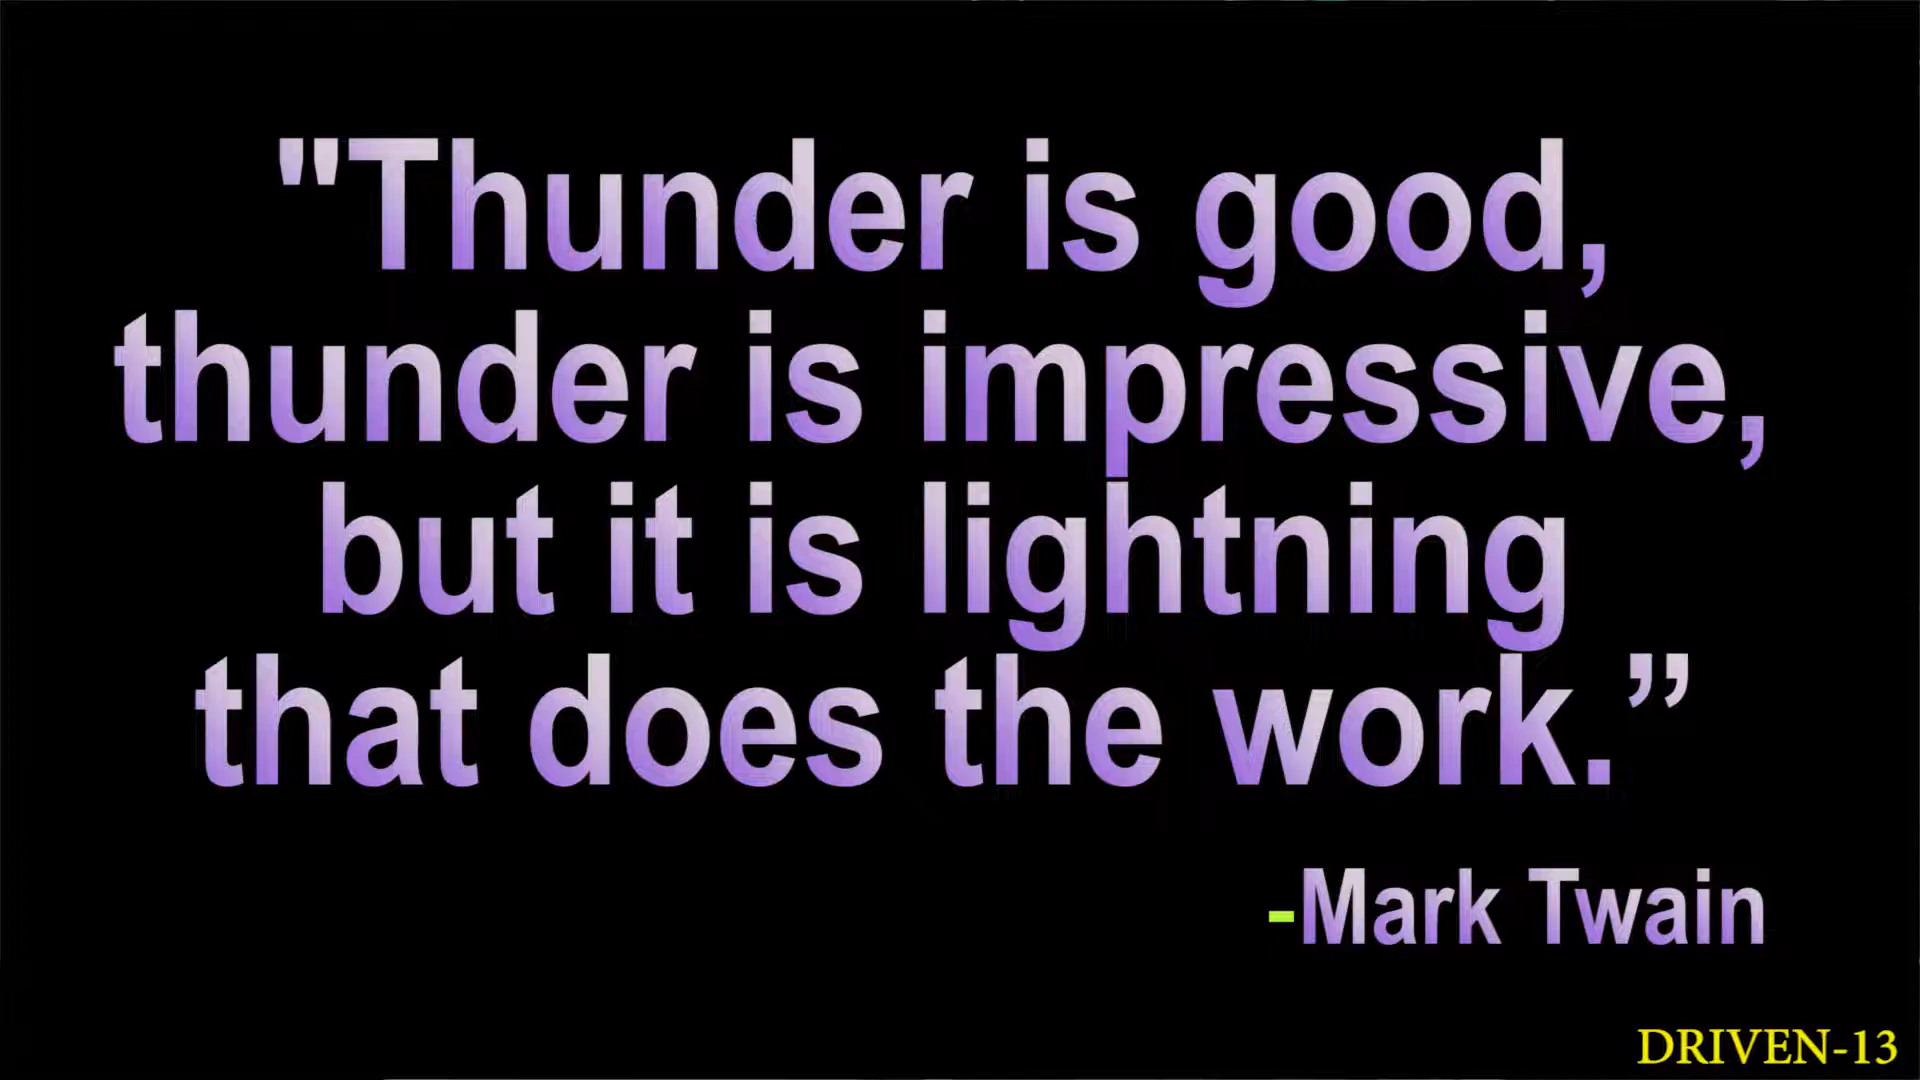 "Thunder is good,
thunder is impressive,
but it is lightning
that does the work.”
-Mark Twain
DRIVEN-13